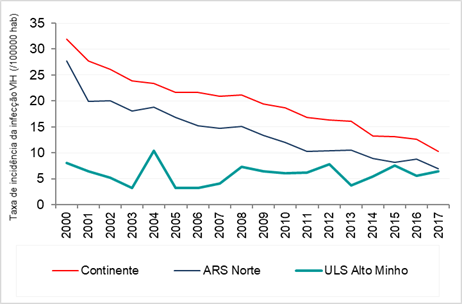 Taxa de incidência da infecção VIH (/100000 hab)
35
30
25
20
15
10
5
0
2000 2001 2002 2003 2004 2005 2006 2007 2008 2009 2010 2011 2012 2013 2014 2015 2016 2017
Continente ARS Norte ULS Alto Minho